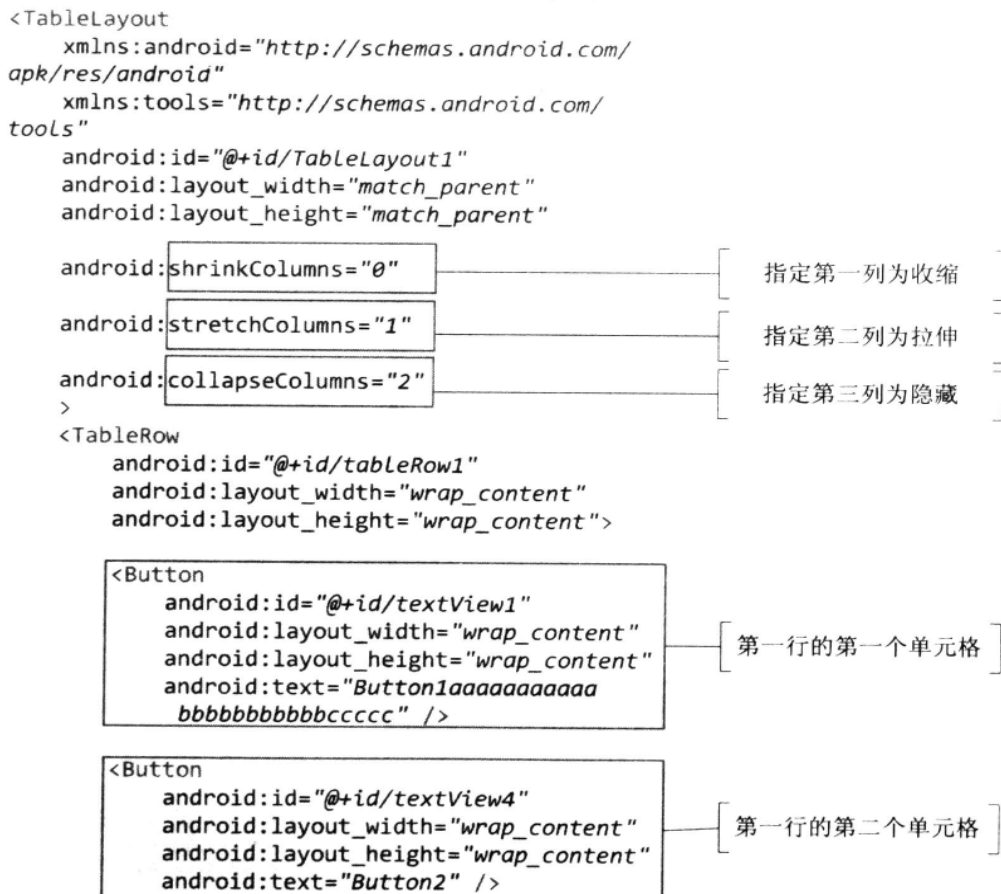 <TableLayout
xmlns:android="http://schemas.android.com/
apk/res/android"
xmlns:tools="http://schemas.android.com/
tools"
android:id="@+id/TableLayout1"
android:layout_width="match_parent"
android:layout_height="match_parent"
android:shrinkColumns="0" 指定第一列为收缩
android:stretchColumns="1" 指定第二列为拉伸
android:collapseColumns="2" 指定第三列为隐藏
>
<TableRow
android:id="@+id/tableRow1"
android:layout_width="wrap_content"
android:layout_height="wrap_content">
<Button
android:id="@+id/textView1"
android:layout_width="wrap_content"
android:layout_height="wrap_content"
android:text="Button1aaaaaaaaaaa
bbbbbbbbbbbccccc" />
第一行的第一个单元格
<Button
android:id="@+id/textView4"
android:layout_width="wrap_content"
android:layout_height="wrap_content"
android:text="Button2" />
第一行的第二个单元格